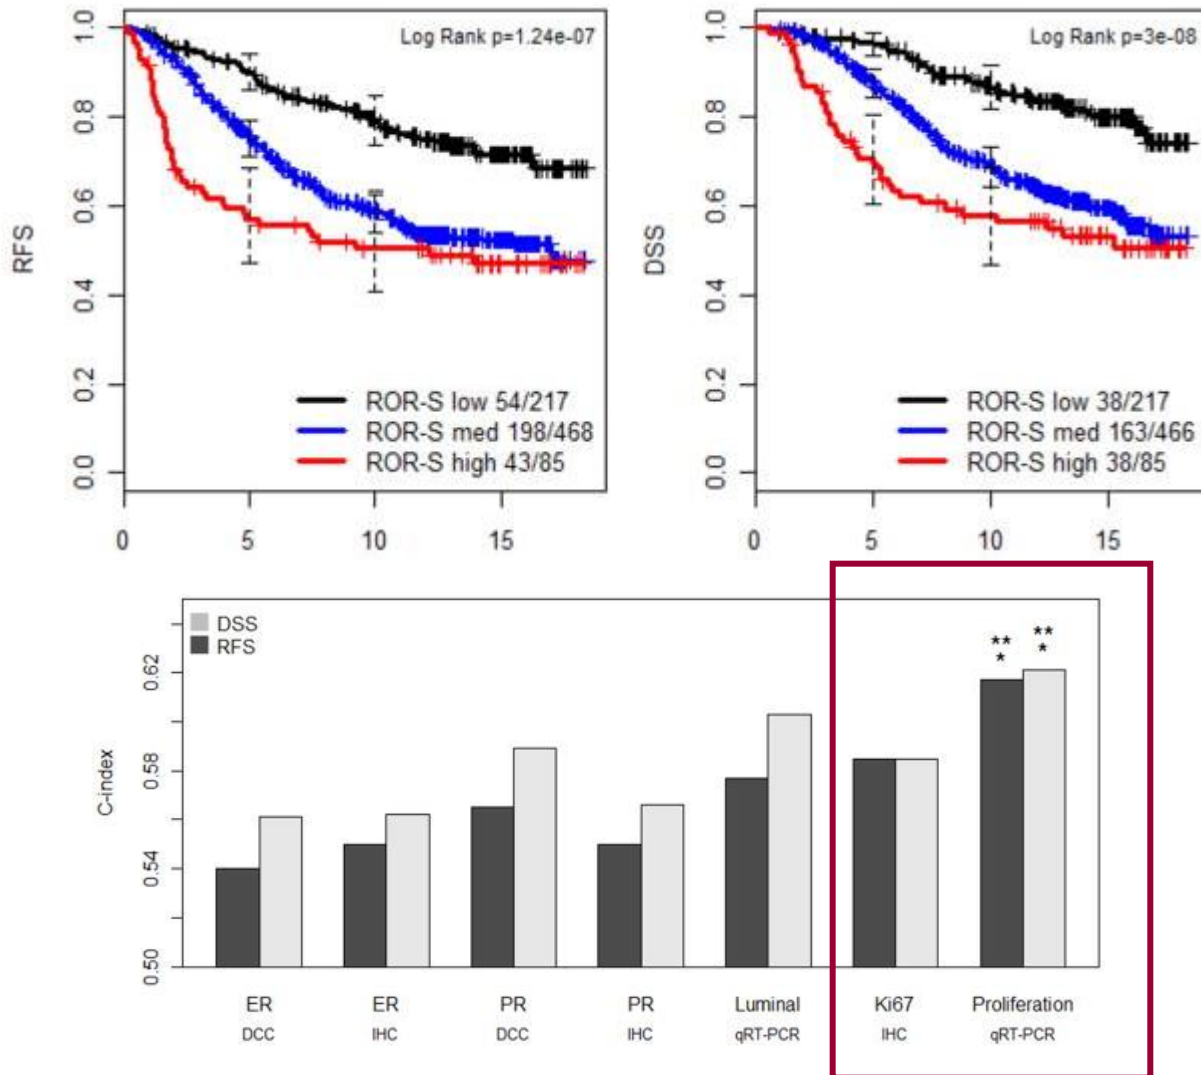 RFS
1.0
0.8
0.6
0.4
0.2
0.0
Log Rank p=1.24e-07
ROR-S low 54/217
ROR-S med 198/468
ROR-S high 43/85
0 5 10 15
DSS
1.0
0.8
0.6
0.4
0.2
0.0
Log Rank p=3e-08
ROR-S low 38/217
ROR-S med 163/466
ROR-S high 38/85
0 5 10 15
C-index
0.62
0.58
0.54
0.50
DSS
RFS
** **
* *
ER ER PR PR Luminal Ki67 Proliferation
DCC IHC DCC IHC qRT-PCR IHC qRT-PCR